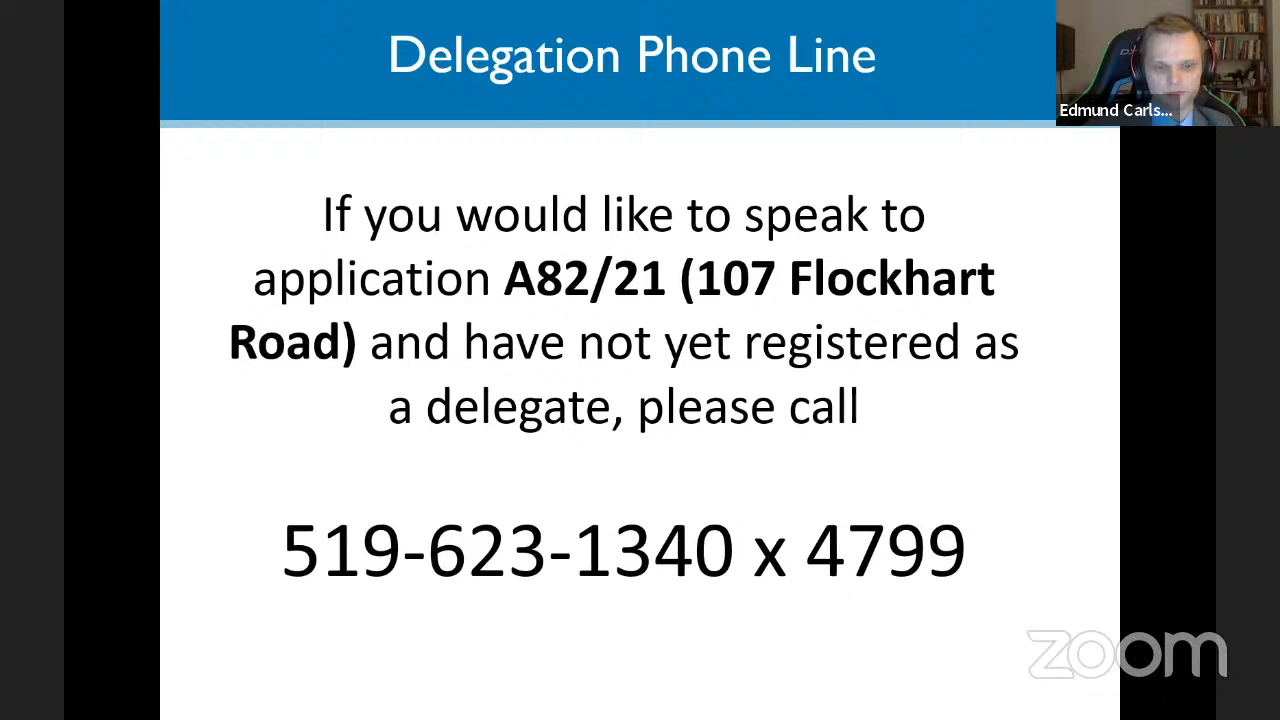 Delegation Phone Line
Edmund Carls...
If you would like to speak to
application A82/21 (107 Flockhart
Road) and have not yet registered as
a delegate, please call
519-623-1340 x 4799
zoom